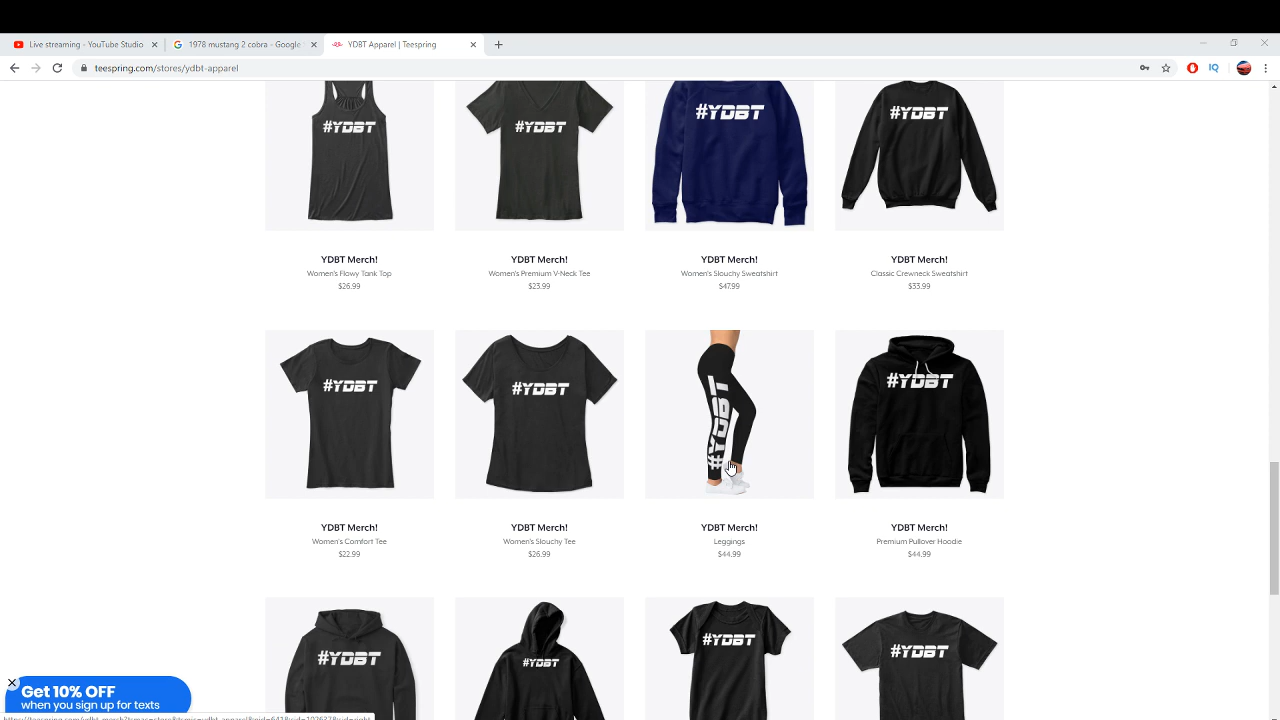 Live streaming - YouTube Studio
1978 mustang 2 cobra - Google
YDBT Apparel | Teespring
teespring.com/stores/ydbt-apparel
IQ
#YDBT
#YDBT
#YDBT
#YDBT
YDBT Merch!
Women's Flowy Tank Top
$26.99
YDBT Merch!
Women's Premium V-Neck Tee
$23.99
YDBT Merch!
Women's Slouchy Sweatshirt
$47.99
YDBT Merch!
Classic Crewneck Sweatshirt
$33.99
#YDBT
#YDBT
#YDBT
#YDBT
YDBT Merch!
Women's Comfort Tee
$22.99
YDBT Merch!
Women's Slouchy Tee
$26.99
YDBT Merch!
Leggings
$44.99
YDBT Merch!
Premium Pullover Hoodie
$44.99
#YDBT
#YDBT
#YDBT
#YDBT
Get 10% OFF
when you sign up for texts